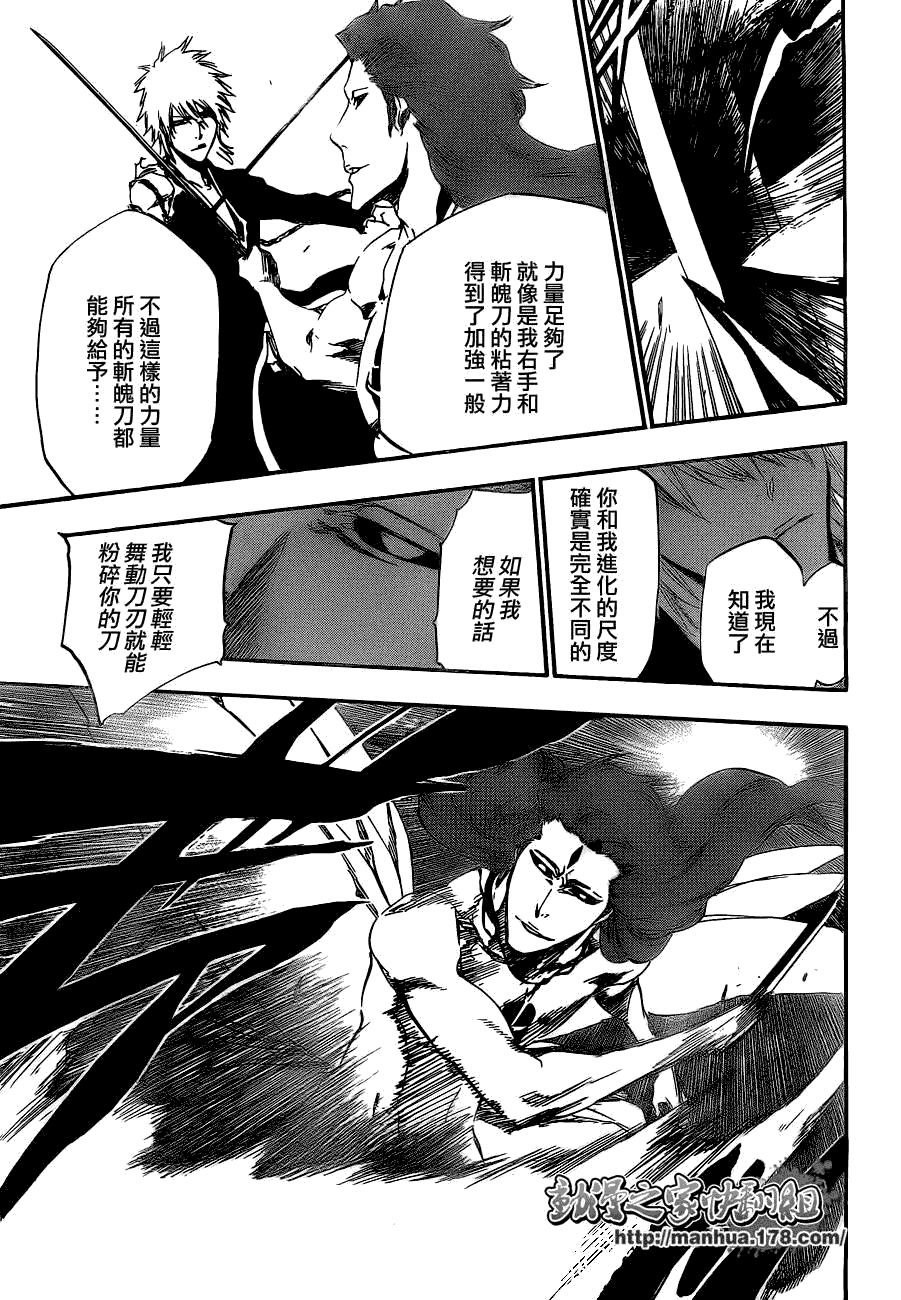 力量足夠了
就像是我右手和
斬魄刀的粘著力
得到了加強一般
不過這樣的力量
所有的斬魄刀都
能夠給予……
不過
我現在
知道了
你和我進化的尺度
確實是完全不同的
如果我
想要的話
我只要輕輕
舞動刀刃就能
粉碎你的刀
動漫之家快翻組
http://manhua.178.com/